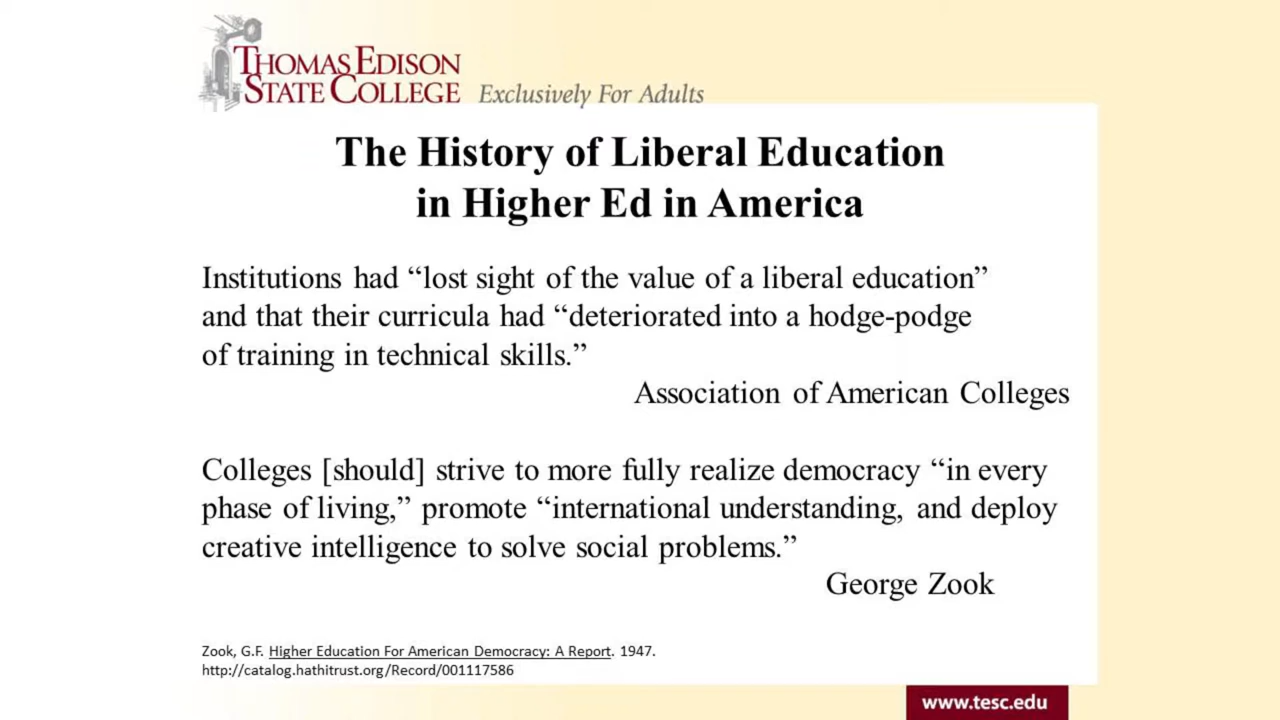 THOMAS EDISON
STATE COLLEGE Exclusively For Adults
The History of Liberal Education
in Higher Ed in America
Institutions had “lost sight of the value of a liberal education”
and that their curricula had “deteriorated into a hodge-podge
of training in technical skills.”
Association of American Colleges
Colleges [should] strive to more fully realize democracy “in every
phase of living,” promote “international understanding, and deploy
creative intelligence to solve social problems.”
George Zook
Zook, G.F. Higher Education For American Democracy: A Report. 1947.
http://catalog.hathitrust.org/Record/001117586
www.tesc.edu